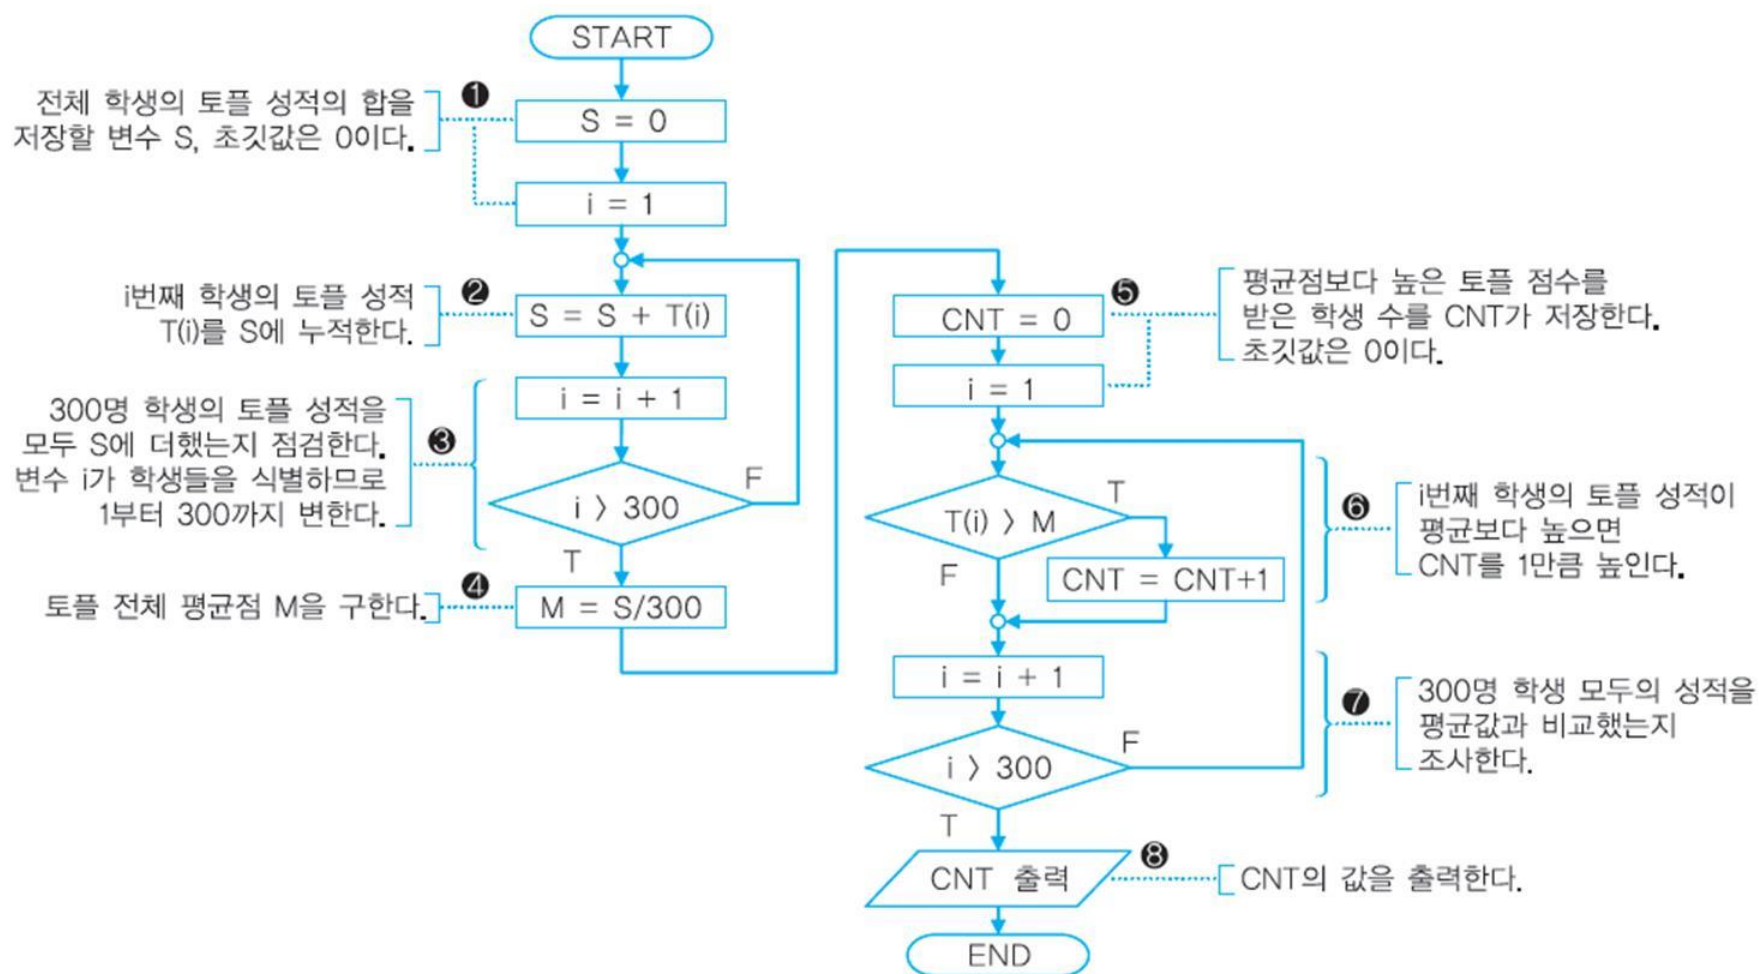 START
❶
전체 학생의 토플 성적의 합을
저장할 변수 S, 초깃값은 0이다.
S = 0
i = 1
❷
i번째 학생의 토플 성적
T(i)를 S에 누적한다.
S = S + T(i)
i = i + 1
300명 학생의 토플 성적을
모두 S에 더했는지 점검한다.
변수 i가 학생들을 식별하므로
1부터 300까지 변한다.
❸
i 〉 300
F
T
❹
토플 전체 평균점 M을 구한다.
M = S/300
CNT = 0
❺
평균점보다 높은 토플 점수를
받은 학생 수를 CNT가 저장한다.
초깃값은 0이다.
i = 1
T(i) 〉 M
T
F
CNT = CNT+1
❻
i번째 학생의 토플 성적이
평균보다 높으면
CNT를 1만큼 높인다.
i = i + 1
i 〉 300
F
T
❼
300명 학생 모두의 성적을
평균값과 비교했는지
조사한다.
CNT 출력
❽
CNT의 값을 출력한다.
END